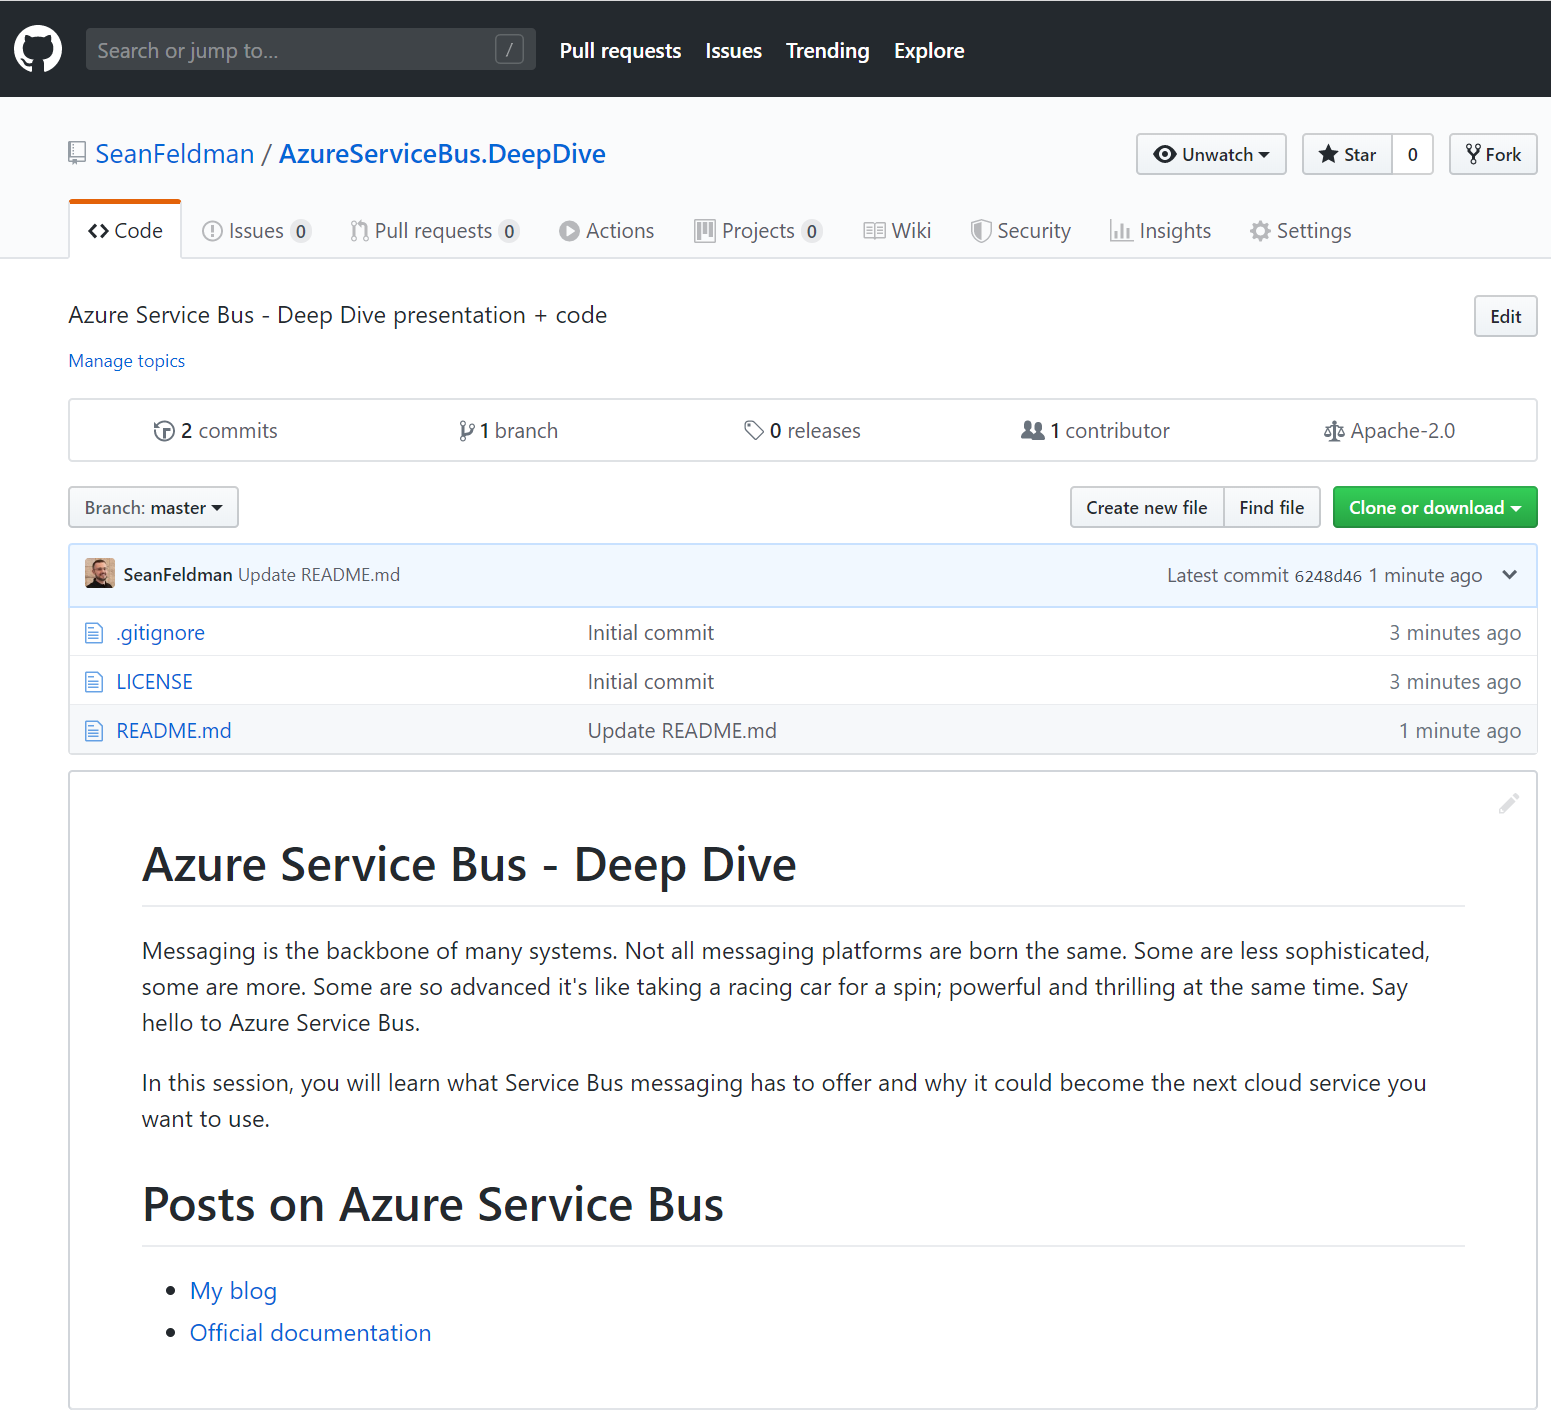 Search or jump to... /
Pull requests Issues Trending Explore
SeanFeldman / AzureServiceBus.DeepDive
Unwatch Star 0 Fork
Code Issues 0 Pull requests 0 Actions Projects 0 Wiki Security Insights Settings
Azure Service Bus - Deep Dive presentation + code
Edit
Manage topics
2 commits 1 branch 0 releases 1 contributor Apache-2.0
Branch: master Create new file Find file Clone or download
SeanFeldman Update README.md Latest commit 6248d46 1 minute ago
.gitignore Initial commit 3 minutes ago
LICENSE Initial commit 3 minutes ago
README.md Update README.md 1 minute ago
Azure Service Bus - Deep Dive
Messaging is the backbone of many systems. Not all messaging platforms are born the same. Some are less sophisticated,
some are more. Some are so advanced it's like taking a racing car for a spin; powerful and thrilling at the same time. Say
hello to Azure Service Bus.
In this session, you will learn what Service Bus messaging has to offer and why it could become the next cloud service you
want to use.
Posts on Azure Service Bus
• My blog
• Official documentation